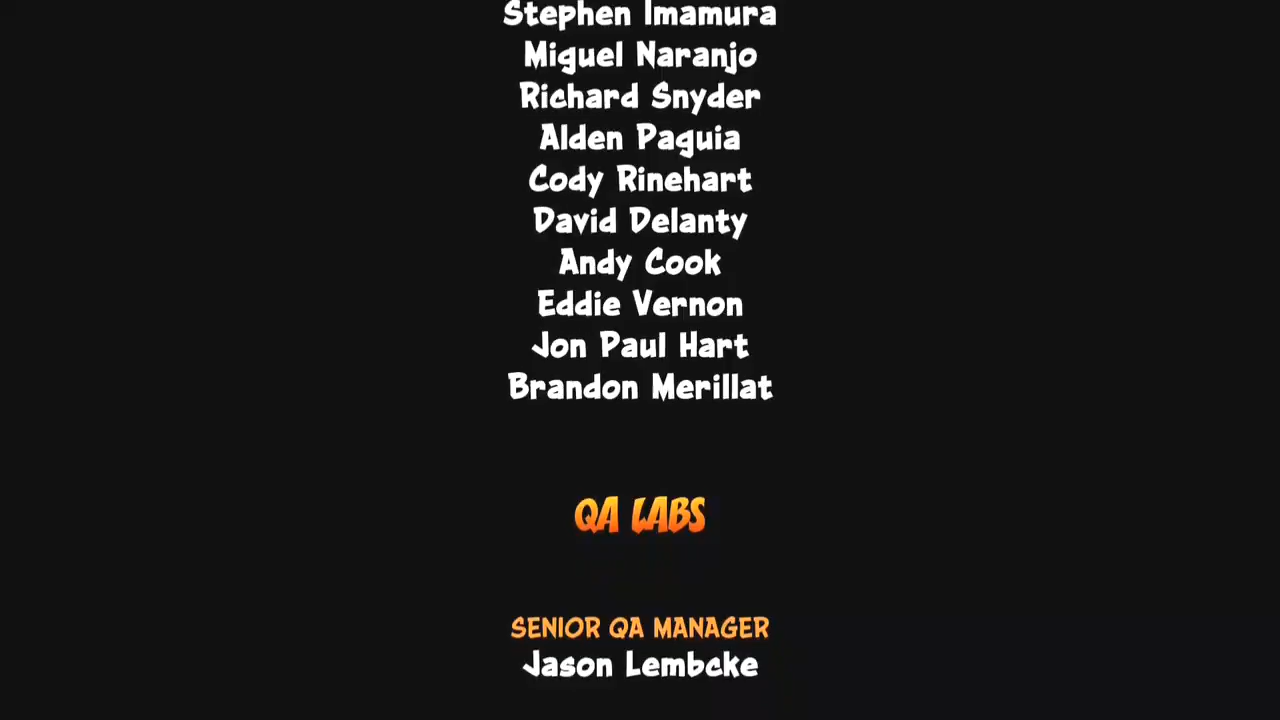 Stephen Imamura
Miguel Naranjo
Richard Snyder
Alden Paguia
Cody Rinehart
David Delanty
Andy Cook
Eddie Vernon
Jon Paul Hart
Brandon Merillat
QA LABS
SENIOR QA MANAGER
Jason Lembcke